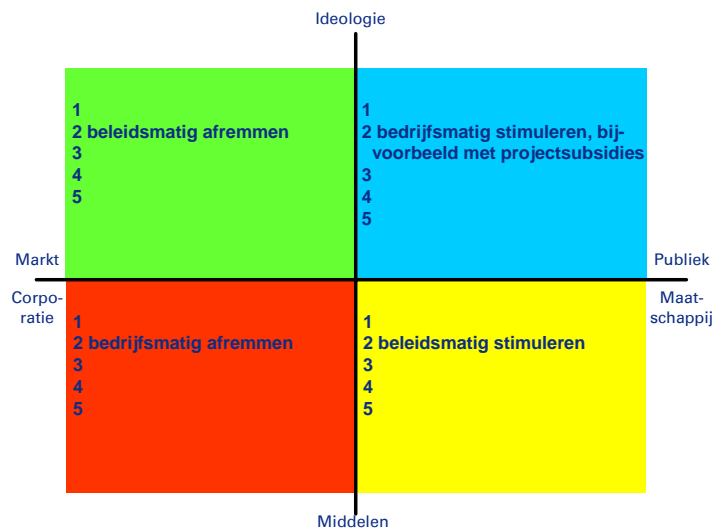 Ideologie
1
2 beleidsmatig afremmen
3
4
5
1
2 bedrijfsmatig stimuleren, bij-
voorbeeld met projectsubsidies
3
4
5
Markt
Publiek
Corpo-
ratie
Maat-
schappij
1
2 bedrijfsmatig afremmen
3
4
5
1
2 beleidsmatig stimuleren
3
4
5
Middelen